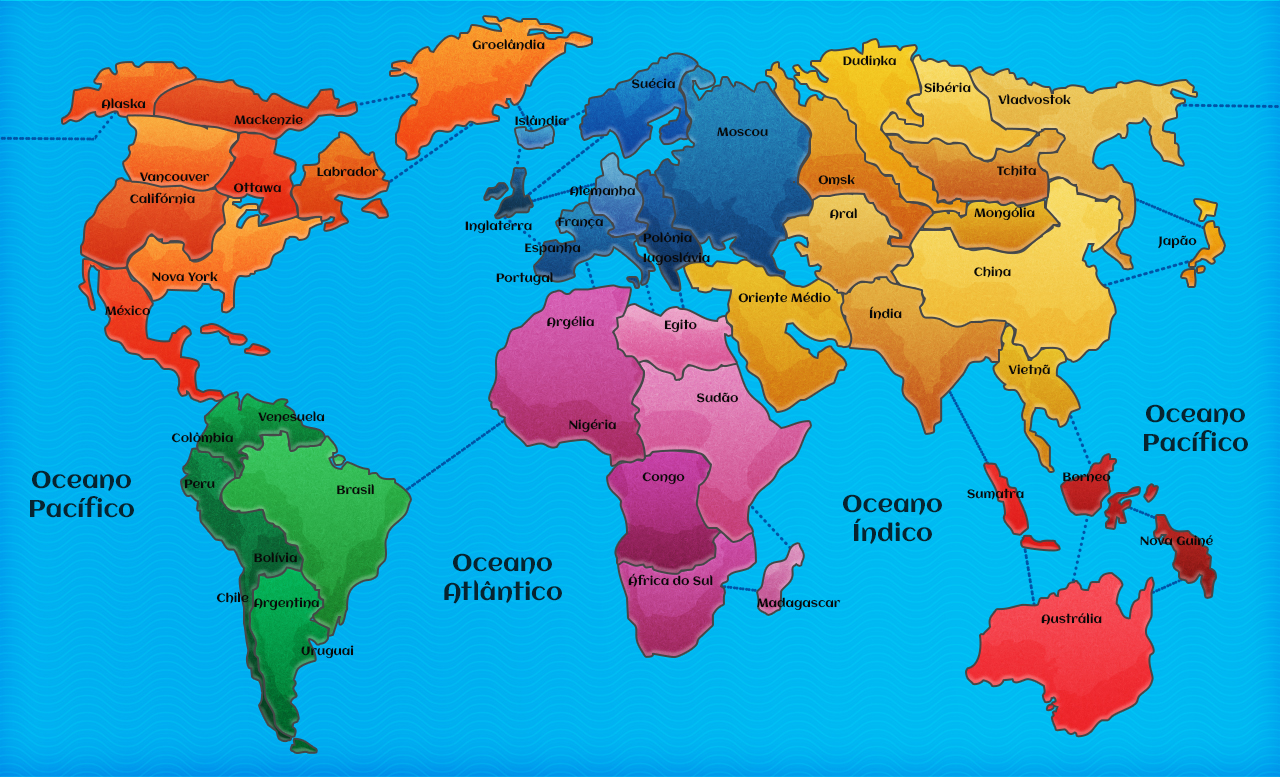 Groelândia
Dudinka
Suécia
Sibéria
Vladvostok
Alaska
Mackenzie
Islândia
Moscou
Vancouver
Ottawa
Labrador
Omsk
Tchita
Califórnia
Alemanha
Inglaterra
França
Aral
Mongólia
Polônia
Japão
Espanha
Iugoslávia
Nova York
Portugal
China
México
Argélia
Egito
Oriente Médio
Índia
Vietnã
Sudão
Venesuela
Colômbia
Nigéria
Oceano
Pacífico
Peru
Brasil
Congo
Oceano
Pacífico
Oceano
Índico
Sumatra
Borneo
Nova Guiné
Bolívia
Oceano
Atlântico
África do Sul
Chile
Argentina
Madagascar
Austrália
Uruguai